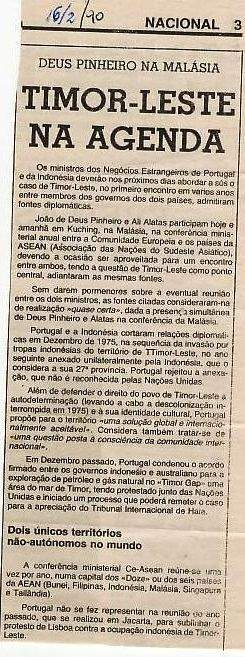 16/2/90
NACIONAL 3
DEUS PINHEIRO NA MALÁSIA
TIMOR-LESTE
NA AGENDA
Os ministros dos Negócios Estrangeiros de Portugal
e da Indonésia deverão nos próximos dias abordar a sós o
caso de Timor-Leste, no primeiro encontro em vários anos
entre membros dos governos dos dois países, admitiram
fontes diplomáticas.
João de Deus Pinheiro e Ali Alatas participam hoje e
amanhã em Kuching, na Malásia, na conferência minis-
terial anual entre a Comunidade Europeia e os países da
ASEAN (Associação das Nações do Sudeste Asiático),
devendo a ocasião ser aproveitada para um encontro
entre ambos, tendo a questão de Timor-Leste como ponto
central, adiantaram as mesmas fontes.
Sem darem pormenores sobre a eventual reunião
entre os dois ministros, as fontes citadas consideraram-na
de realização «quase certa», dada a presença simultânea
de Deus Pinheiro e Alatas na conferência da Malásia.
Portugal e a Indonésia cortaram relações diplomati-
cas em Dezembro de 1975, na sequência da invasão por
tropas indonésias do território de TTimor-Leste, no ano
seguinte anexado unilateralmente pela Indonésia, que o
considera a sua 27ª província. Portugal rejeitou a anexa-
ção, que não é reconhecida pelas Nações Unidas.
Além de defender o direito do povo de Timor-Leste à
autodeterminação (levando a cabo a descolonização in-
terrompida em 1975) e à sua identidade cultural, Portugal
propõe para o território «uma solução global e interna-
cionalmente aceitável». Considera também tratar-se de
«uma questão posta à consciência da comunidade inter-
nacional».
Em Dezembro passado, Portugal condenou o acordo
firmado entre os governos indonésio e australiano para a
exploração de petróleo e gás natural no «Timor Gap» uma
área do mar de Timor, tendo protestado junto das Nações
Unidas e iniciado um processo que poderá remeter o caso
para a apreciação do Tribunal Internacional de Haia.
Dois únicos territórios
não-autónomos no mundo
A conferência ministerial Ce-Asean reúne-se uma
vez por ano, numa capital dos «Doze» ou dos seis países
da AEAN (Bunei, Filipinas, Indonésia, Malásia, Singapura
e Tailândia).
Portugal não se fez representar na reunião do ano
passado, que se realizou em Jacarta, para sublinhar o
protesto de Lisboa contra a ocupação indonésia de Timor-
Leste.